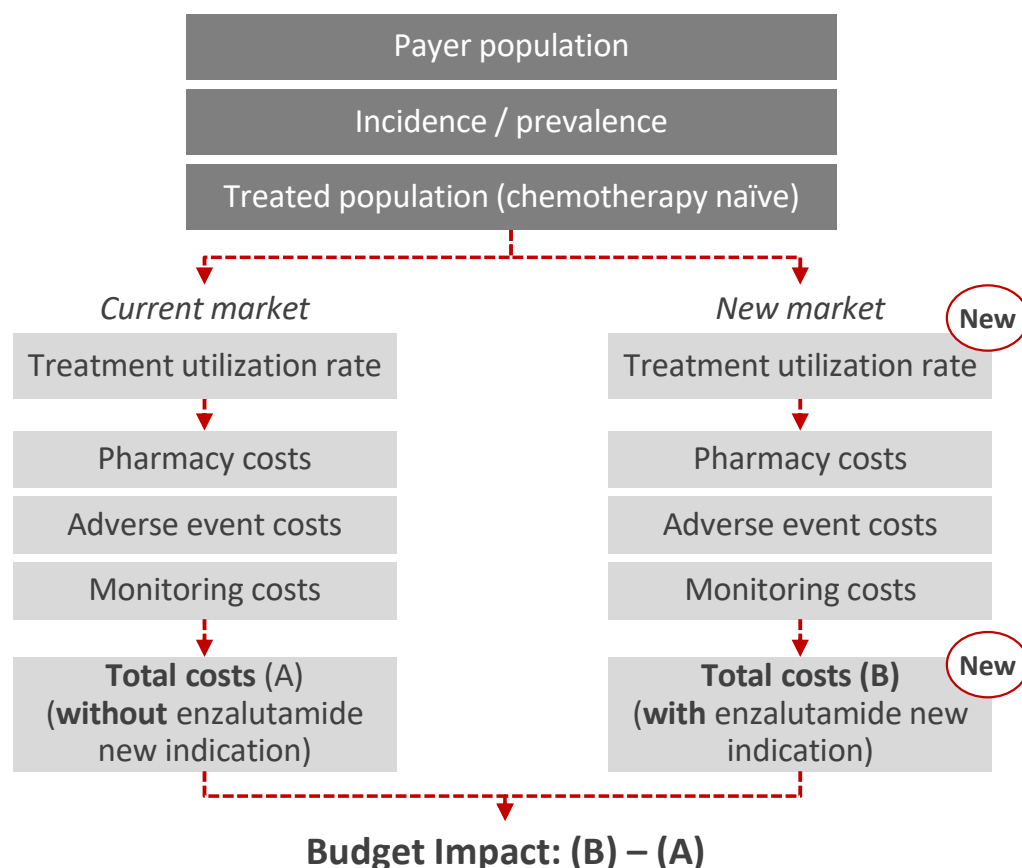 Payer population
Incidence / prevalence
Treated population (chemotherapy naïve)
Current market
Treatment utilization rate
Pharmacy costs
Adverse event costs
Monitoring costs
Total costs (A)
(without enzalutamide
new indication)
New market
New
Treatment utilization rate
Pharmacy costs
Adverse event costs
Monitoring costs
New
Total costs (B)
(with enzalutamide new
indication)
Budget Impact: (B) – (A)